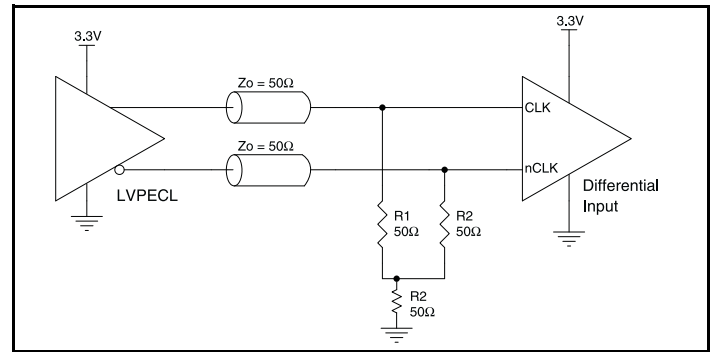 3.3V
3.3V
Zo = 50Ω
CLK
Zo = 50Ω
nCLK
LVPECL
Differential
Input
R1
50Ω
R2
50Ω
R2
50Ω